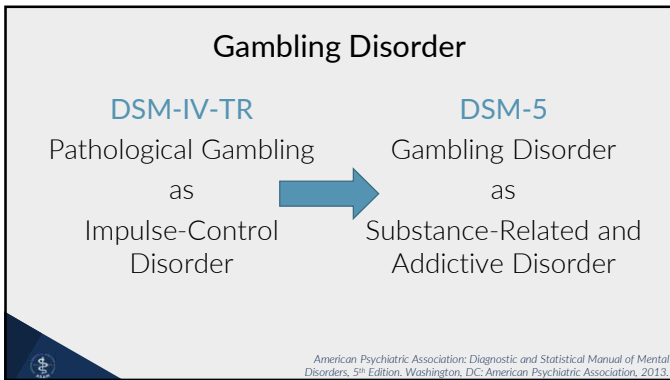 Gambling Disorder
DSM-IV-TR
Pathological Gambling
as
Impulse-Control
Disorder
DSM-5
Gambling Disorder
as
Substance-Related and
Addictive Disorder
American Psychiatric Association: Diagnostic and Statistical Manual of Mental
Disorders, 5th Edition. Washington, DC: American Psychiatric Association, 2013.